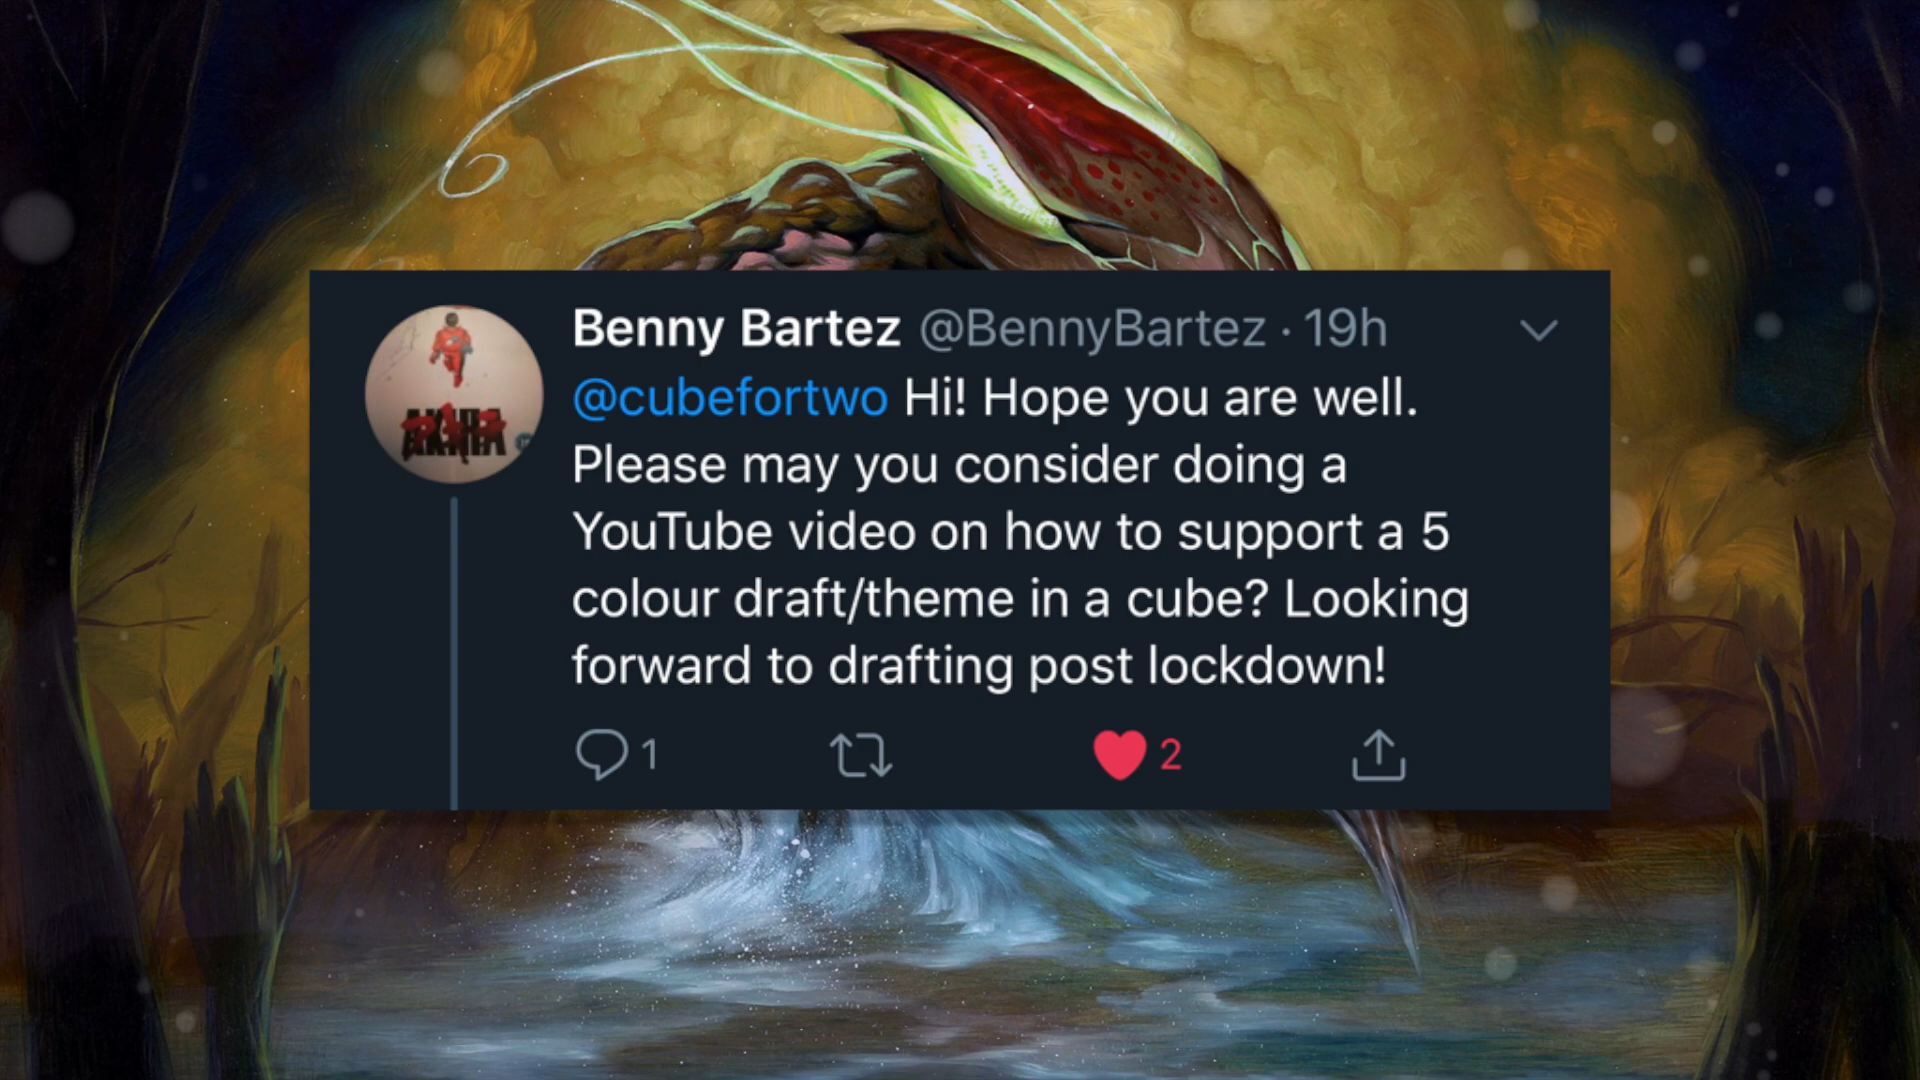 Benny Bartez @BennyBartez · 19h
@cubefortwo Hi! Hope you are well.
Please may you consider doing a
YouTube video on how to support a 5
colour draft/theme in a cube? Looking
forward to drafting post lockdown!
1 2
AKIRA